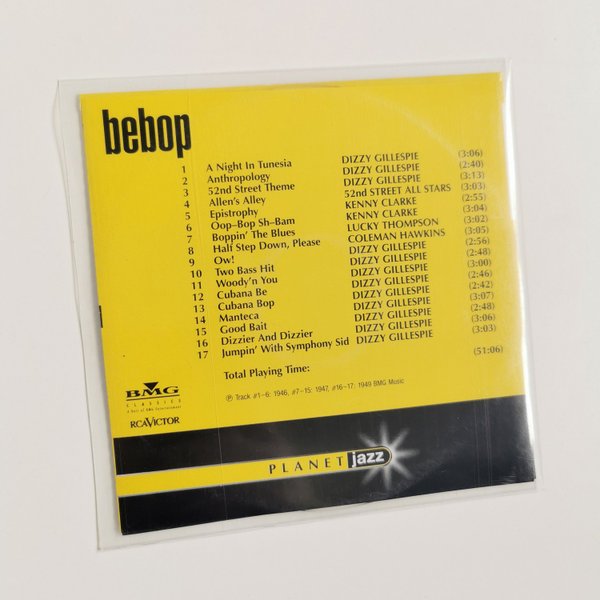 bebop
1 A Night In Tunesia DIZZY GILLESPIE (3:06)
2 Anthropology DIZZY GILLESPIE (2:40)
3 52nd Street Theme DIZZY GILLESPIE (3:13)
4 Allen's Alley 52nd STREET ALL STARS (3:03)
5 Epistrophy KENNY CLARKE (2:55)
6 Oop–Bop Sh–Bam KENNY CLARKE (3:04)
7 Boppin' The Blues LUCKY THOMPSON (3:02)
8 Half Step Down, Please COLEMAN HAWKINS (3:05)
9 Ow! DIZZY GILLESPIE (2:56)
10 Two Bass Hit DIZZY GILLESPIE (2:48)
11 Woody'n You DIZZY GILLESPIE (3:00)
12 Cubana Be DIZZY GILLESPIE (2:46)
13 Cubana Bop DIZZY GILLESPIE (2:42)
14 Manteca DIZZY GILLESPIE (3:07)
15 Good Bait DIZZY GILLESPIE (2:48)
16 Dizzier And Dizzier DIZZY GILLESPIE (3:06)
17 Jumpin' With Symphony Sid DIZZY GILLESPIE (3:03)
Total Playing Time: (51:06)
℗ Track #1–6: 1946, #7–15: 1947, #16–17: 1949 BMG Music
BMG
CLASSICS
A Unit of BMG Entertainment
RCA VICTOR
PLANET jazz